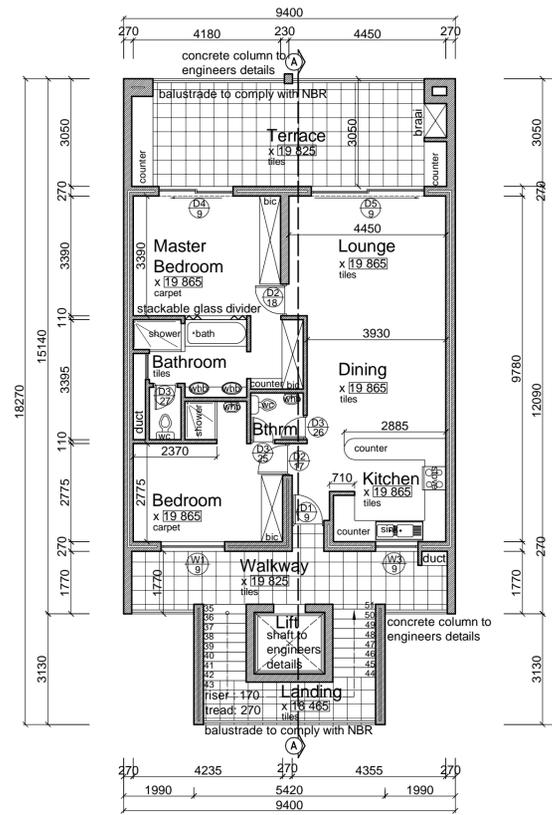 9400
270 4180 230 4450 270
concrete column to
engineers details
A
balustrade to comply with NBR
3050
Terrace
x 19 825
tiles
3050
braai
counter
counter
3050
18270
270
270
D4
9
D5
9
bic
4450
3390
3390
Master
Bedroom
x 19 865
carpet
Lounge
x 19 865
tiles
D2
18
stackable glass divider
110
15140
shower
bath
3930
9780
12090
Bathroom
tiles
3395
Dining
x 19 865
tiles
counter
bic
D3
27
whb
whb
whb
whb
wc
duct
wc
shower
Bthrm
D3
26
2885
110
2370
D3
25
D2
17
counter
2775
2775
710
Kitchen
x 19 865
tiles
Bedroom
x 19 865
carpet
D1
9
counter
sink
bic
270
270
W1
9
Walkway
x 19 825
tiles
W3
9
duct
1770
1770
1770
concrete column to
engineers details
35
36
37
38
39
40
41
42
43
Lift
shaft to
engineers
details
51
50
49
48
47
46
45
44
3130
3130
riser : 170
tread: 270
Landing
x 18 465
tiles
balustrade to comply with NBR
A
270 4235 270 4355 270
1990 5420 1990
9400